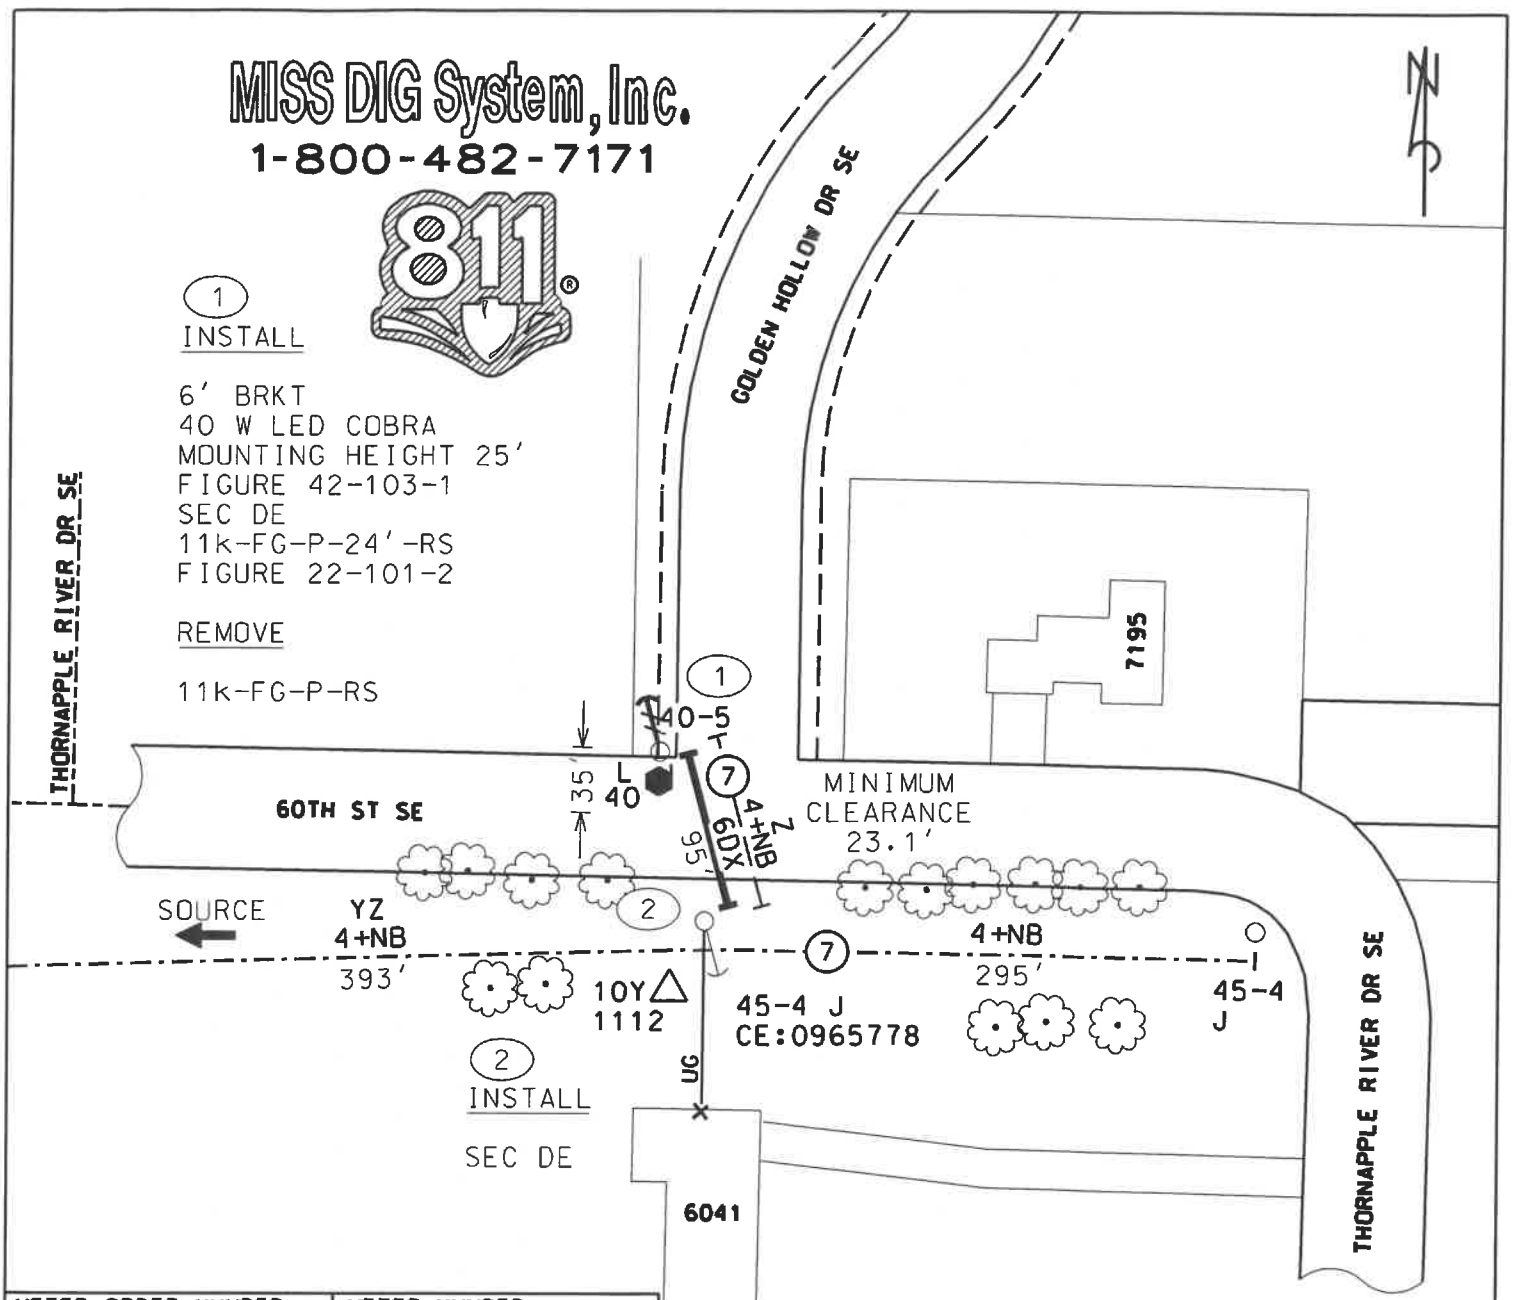 MISS DIG System, Inc.
1-800-482-7171
811®
N
1
INSTALL
6' BRKT
40 W LED COBRA
MOUNTING HEIGHT 25'
FIGURE 42-103-1
SEC DE
11K-FG-P-24'-RS
FIGURE 22-101-2
REMOVE
11K-FG-P-RS
THORNAPPLE RIVER DR SE
GOLDEN HOLLOW DR SE
7195
1
40-5
35'
L
40
7
Z
4+NB
6DX
95'
MINIMUM
CLEARANCE
23.1'
60TH ST SE
SOURCE
YZ
4+NB
393'
2
7
4+NB
295'
10Y
1112
45-4 J
CE:0965778
45-4
J
THORNAPPLE RIVER DR SE
2
INSTALL
SEC DE
UG
6041